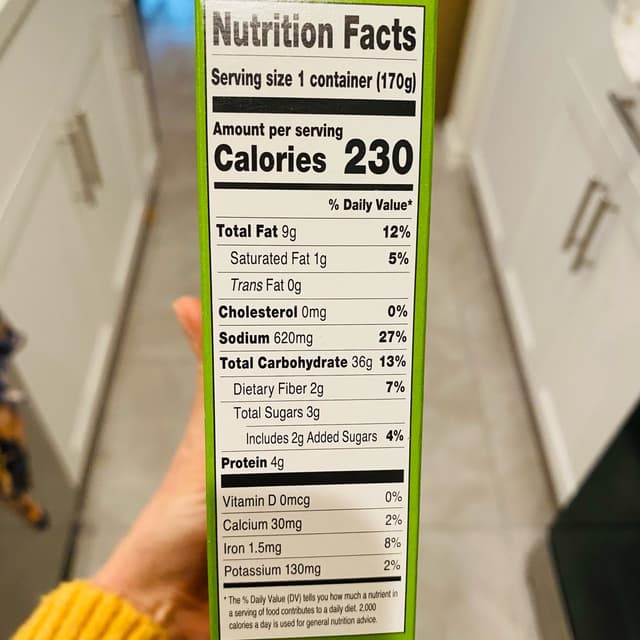 Nutrition Facts
Serving size 1 container (170g)
Amount per serving
Calories 230
% Daily Value*
Total Fat 9g 12%
Saturated Fat 1g 5%
Trans Fat 0g
Cholesterol 0mg 0%
Sodium 620mg 27%
Total Carbohydrate 36g 13%
Dietary Fiber 2g 7%
Total Sugars 3g
Includes 2g Added Sugars 4%
Protein 4g
Vitamin D 0mcg 0%
Calcium 30mg 2%
Iron 1.5mg 8%
Potassium 130mg 2%
* The % Daily Value (DV) tells you how much a nutrient in
a serving of food contributes to a daily diet. 2,000
calories a day is used for general nutrition advice.